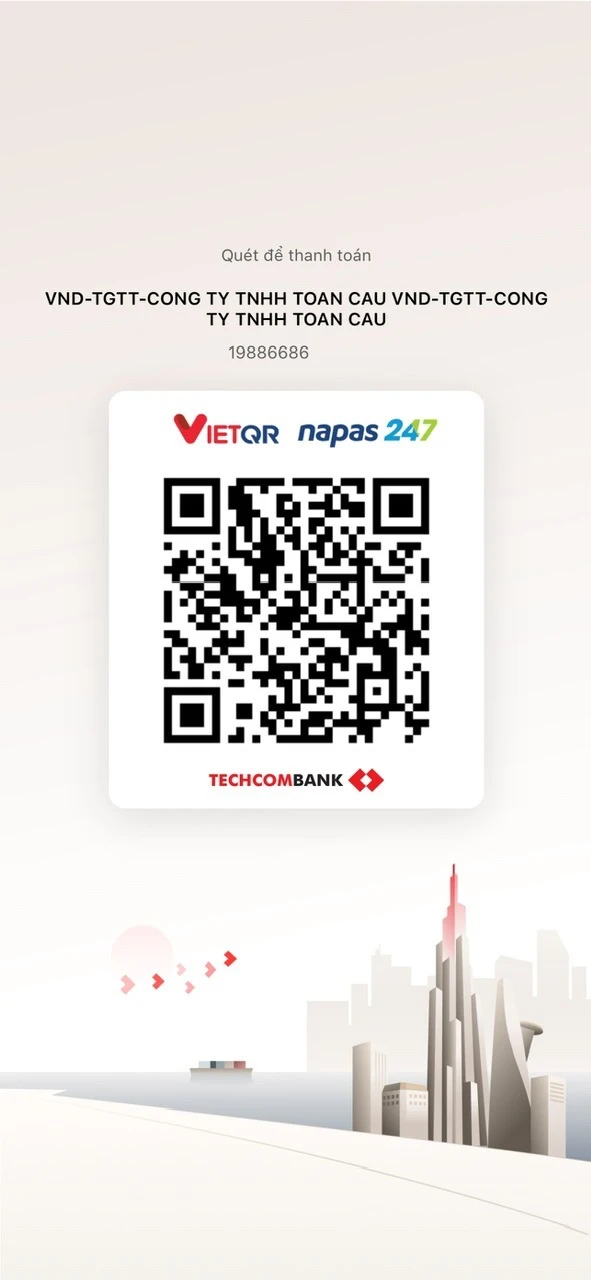 Quét để thanh toán
VND-TGTT-CONG TY TNHH TOAN CAU VND-TGTT-CONG
TY TNHH TOAN CAU
19886686
VIETQR napas 247
TECHCOMBANK